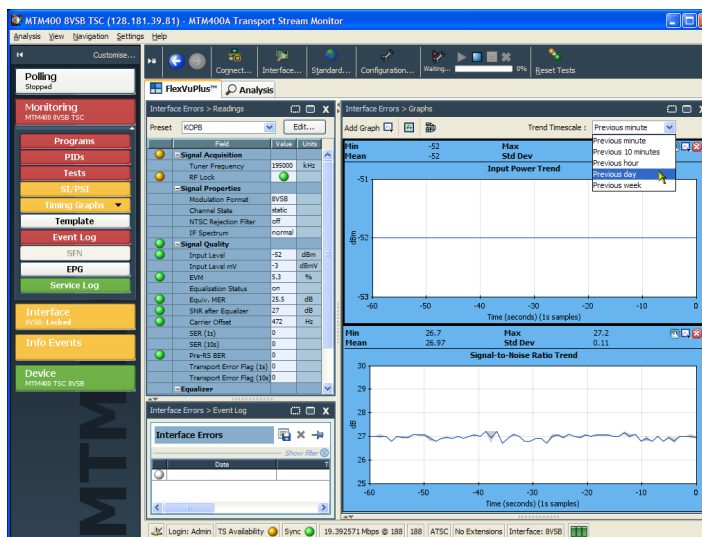 MTM400 8VSB TSC (128.181.39.81) - MTM400A Transport Stream Monitor
Analysis View Navigation Settings Help
Customise...
Connect... Interface... Standard... Configuration... Waiting... 0% Reset Tests
Polling
Stopped
Monitoring
MTM400 8VSB TSC
Programs
PIDs
Tests
SI/PSI
Timing Graphs
Template
Event Log
SFN
EPG
Service Log
Interface
8VSB: Locked
Info Events
Device
MTM400 TSC 8VSB
MTM
FlexVuPlus™ Analysis
Interface Errors > Readings
Preset KOPB Edit...
Field Value Units
Signal Acquisition
Tuner Frequency 195000 kHz
RF Lock
Signal Properties
Modulation Format 8VSB
Channel State static
NTSC Rejection Filter off
IF Spectrum normal
Signal Quality
Input Level -52 dBm
Input Level mV -3 dBmV
EVM 5.3 %
Equalization Status on
Equiv. MER 25.5 dB
SNR after Equalizer 27 dB
Carrier Offset 472 Hz
SER (1s) 0
SER (10s) 0
Pre-RS BER 0
Transport Error Flag (1s) 0
Transport Error Flag (10s) 0
Equalizer
Interface Errors > Event Log
Interface Errors
Show filter
Date T
Interface Errors > Graphs
Add Graph Trend Timescale : Previous minute
Previous minute
Previous 10 minutes
Previous hour
Previous day
Previous week
Min -52 Max
Mean -52 Std Dev
Input Power Trend
-51
-52
-53
dBm
-60 -50 -40 -30 -20 -10 0
Time (seconds) (1s samples)
Min 26.7 Max 27.2
Mean 26.97 Std Dev 0.11
Signal-to-Noise Ratio Trend
30
29
28
27
26
25
dB
-60 -50 -40 -30 -20 -10 0
Time (seconds) (1s samples)
Login: Admin TS Availability Sync 19.392571 Mbps @ 188 188 ATSC No Extensions Interface: 8VSB